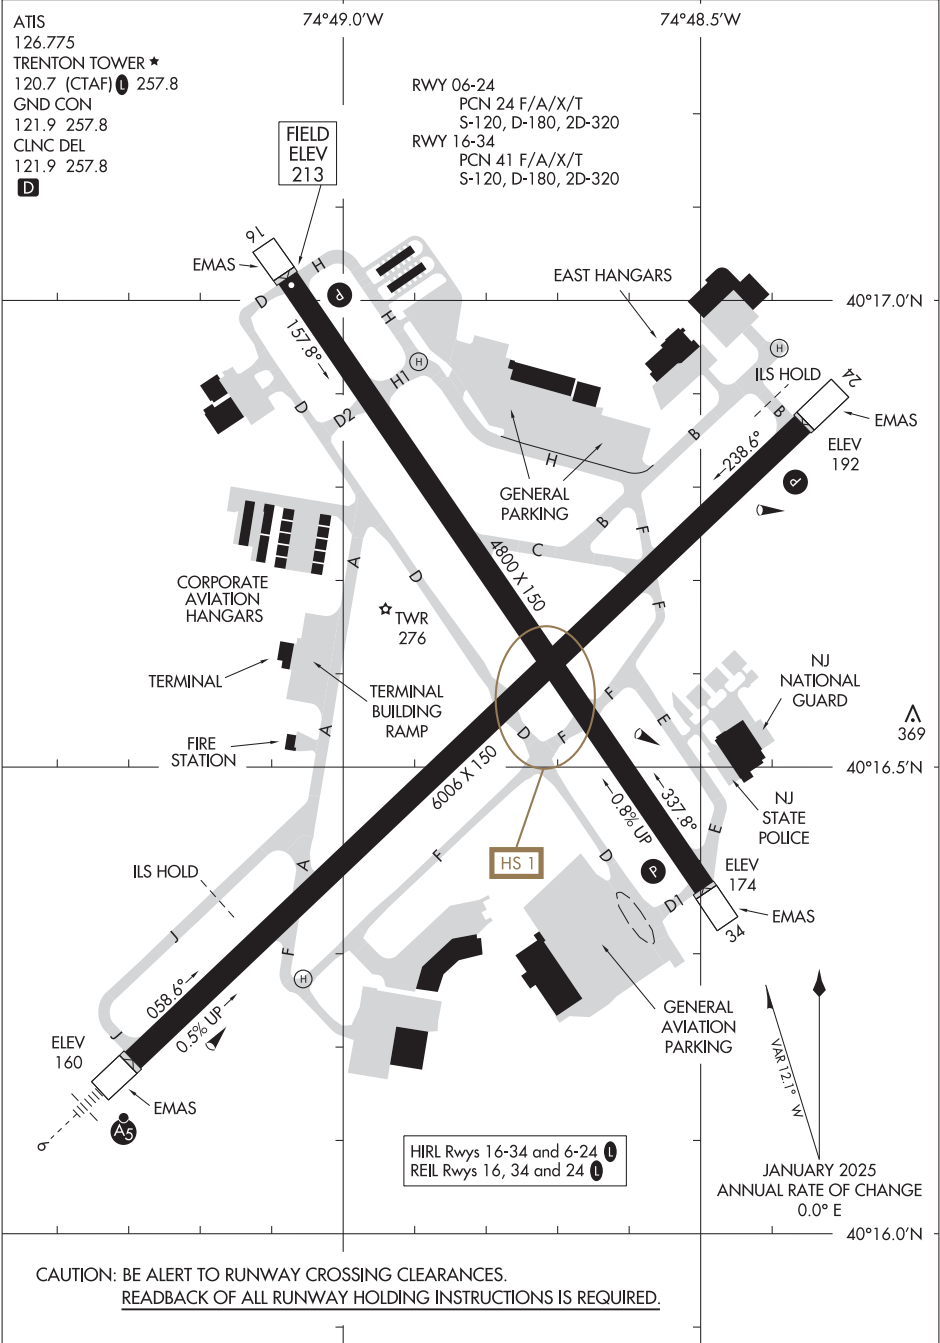 ATIS
126.775
TRENTON TOWER ★
120.7 (CTAF) L 257.8
GND CON
121.9 257.8
CLNC DEL
121.9 257.8
D
74°49.0'W
74°48.5'W
RWY 06-24
PCN 24 F/A/X/T
S-120, D-180, 2D-320
RWY 16-34
PCN 41 F/A/X/T
S-120, D-180, 2D-320
FIELD
ELEV
213
16
EMAS
H
D
P
157.8°
H
H
H1
D
D2
EAST HANGARS
40°17.0'N
H
ILS HOLD
24
B
EMAS
B
238.6°
ELEV
192
P
H
GENERAL
PARKING
B
F
C
4800 X 150
A
D
F
CORPORATE
AVIATION
HANGARS
TWR
276
TERMINAL
TERMINAL
BUILDING
RAMP
NJ
NATIONAL
GUARD
F
E
369
A
FIRE
STATION
D
F
40°16.5'N
6006 X 150
337.8°
0.8% UP
NJ
STATE
POLICE
E
HS 1
F
D
A
P
ELEV
174
ILS HOLD
D1
EMAS
34
J
F
H
058.6°
0.5% UP
GENERAL
AVIATION
PARKING
J
ELEV
160
EMAS
6
A5
VAR 12.1° W
HIRL Rwys 16-34 and 6-24 L
REIL Rwys 16, 34 and 24 L
JANUARY 2025
ANNUAL RATE OF CHANGE
0.0° E
40°16.0'N
CAUTION: BE ALERT TO RUNWAY CROSSING CLEARANCES.
READBACK OF ALL RUNWAY HOLDING INSTRUCTIONS IS REQUIRED.